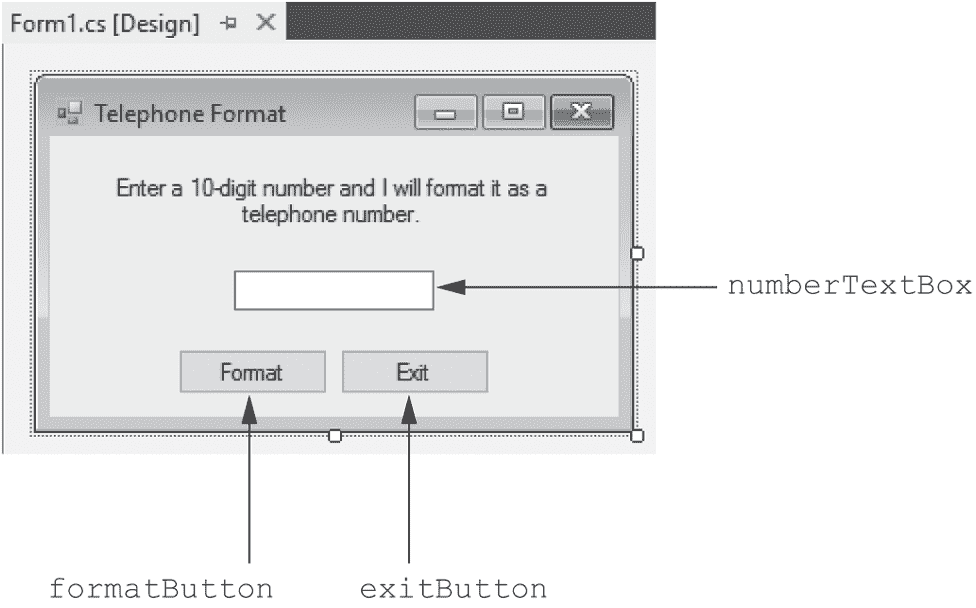 Form1.cs [Design]
Telephone Format
Enter a 10-digit number and I will format it as a
telephone number.
numberTextBox
Format
Exit
formatButton
exitButton